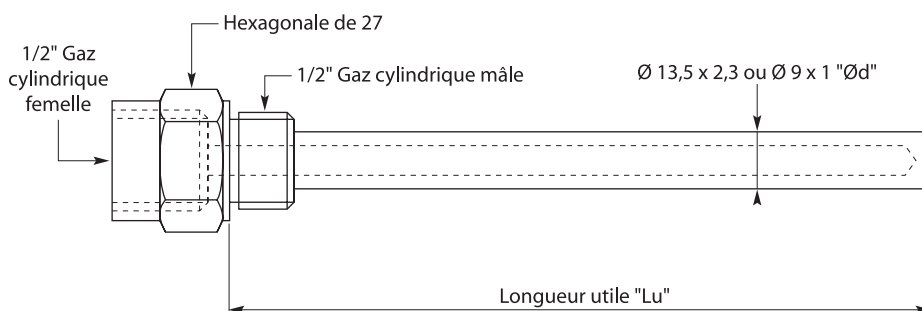 Hexagonale de 27
1/2" Gaz
cylindrique
femelle
1/2" Gaz cylindrique mâle
Ø 13,5 x 2,3 ou Ø 9 x 1 "Ød"
Longueur utile "Lu"